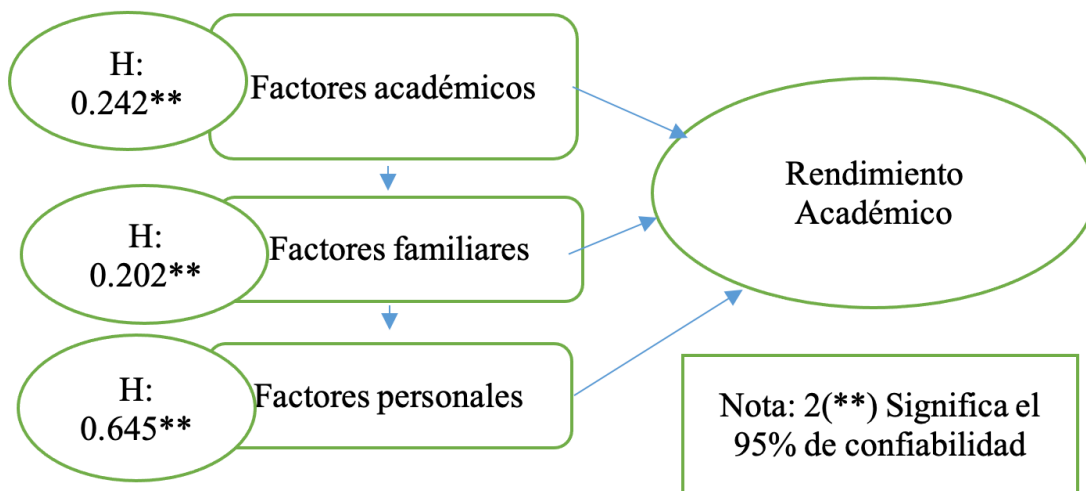 H:
0.242**
Factores académicos
H:
0.202**
Factores familiares
H:
0.645**
Factores personales
Rendimiento
Académico
Nota: 2(**) Significa el
95% de confiabilidad